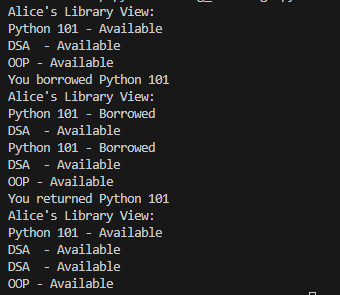 Alice's Library View:
Python 101 - Available
DSA  - Available
OOP - Available
You borrowed Python 101
Alice's Library View:
Python 101 - Borrowed
DSA  - Available
Python 101 - Borrowed
DSA  - Available
OOP - Available
You returned Python 101
Alice's Library View:
Python 101 - Available
DSA  - Available
DSA  - Available
OOP - Available